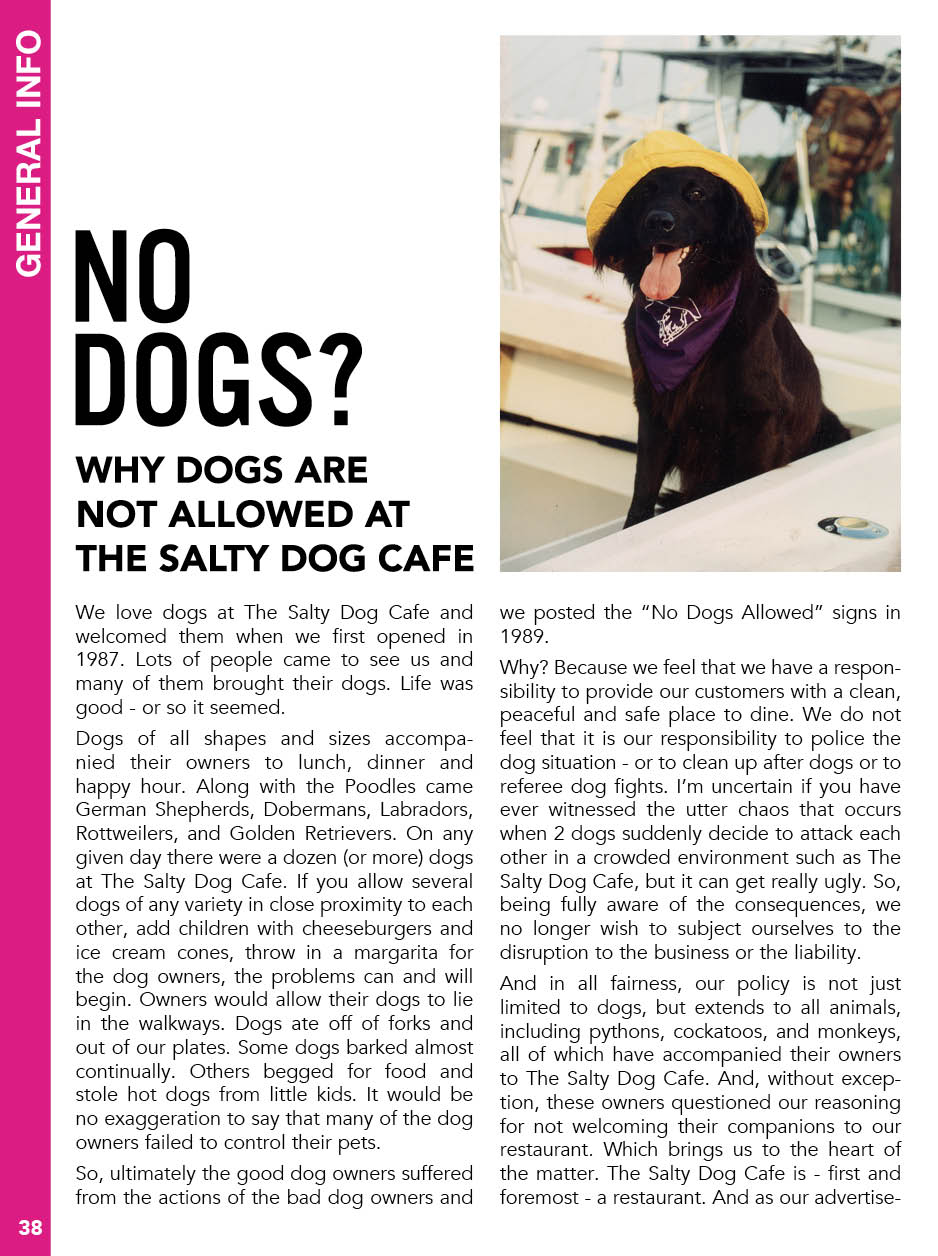 GENERAL INFO
NO
DOGS?
WHY DOGS ARE
NOT ALLOWED AT
THE SALTY DOG CAFE
We love dogs at The Salty Dog Cafe and
welcomed them when we first opened in
1987. Lots of people came to see us and
many of them brought their dogs. Life was
good - or so it seemed.
Dogs of all shapes and sizes accompa-
nied their owners to lunch, dinner and
happy hour. Along with the Poodles came
German Shepherds, Dobermans, Labradors,
Rottweilers, and Golden Retrievers. On any
given day there were a dozen (or more) dogs
at The Salty Dog Cafe. If you allow several
dogs of any variety in close proximity to each
other, add children with cheeseburgers and
ice cream cones, throw in a margarita for
the dog owners, the problems can and will
begin. Owners would allow their dogs to lie
in the walkways. Dogs ate off of forks and
out of our plates. Some dogs barked almost
continually. Others begged for food and
stole hot dogs from little kids. It would be
no exaggeration to say that many of the dog
owners failed to control their pets.
So, ultimately the good dog owners suffered
from the actions of the bad dog owners and
we posted the “No Dogs Allowed” signs in
1989.
Why? Because we feel that we have a respon-
sibility to provide our customers with a clean,
peaceful and safe place to dine. We do not
feel that it is our responsibility to police the
dog situation - or to clean up after dogs or to
referee dog fights. I’m uncertain if you have
ever witnessed the utter chaos that occurs
when 2 dogs suddenly decide to attack each
other in a crowded environment such as The
Salty Dog Cafe, but it can get really ugly. So,
being fully aware of the consequences, we
no longer wish to subject ourselves to the
disruption to the business or the liability.
And in all fairness, our policy is not just
limited to dogs, but extends to all animals,
including pythons, cockatoos, and monkeys,
all of which have accompanied their owners
to The Salty Dog Cafe. And, without excep-
tion, these owners questioned our reasoning
for not welcoming their companions to our
restaurant. Which brings us to the heart of
the matter. The Salty Dog Cafe is - first and
foremost - a restaurant. And as our advertise-
38